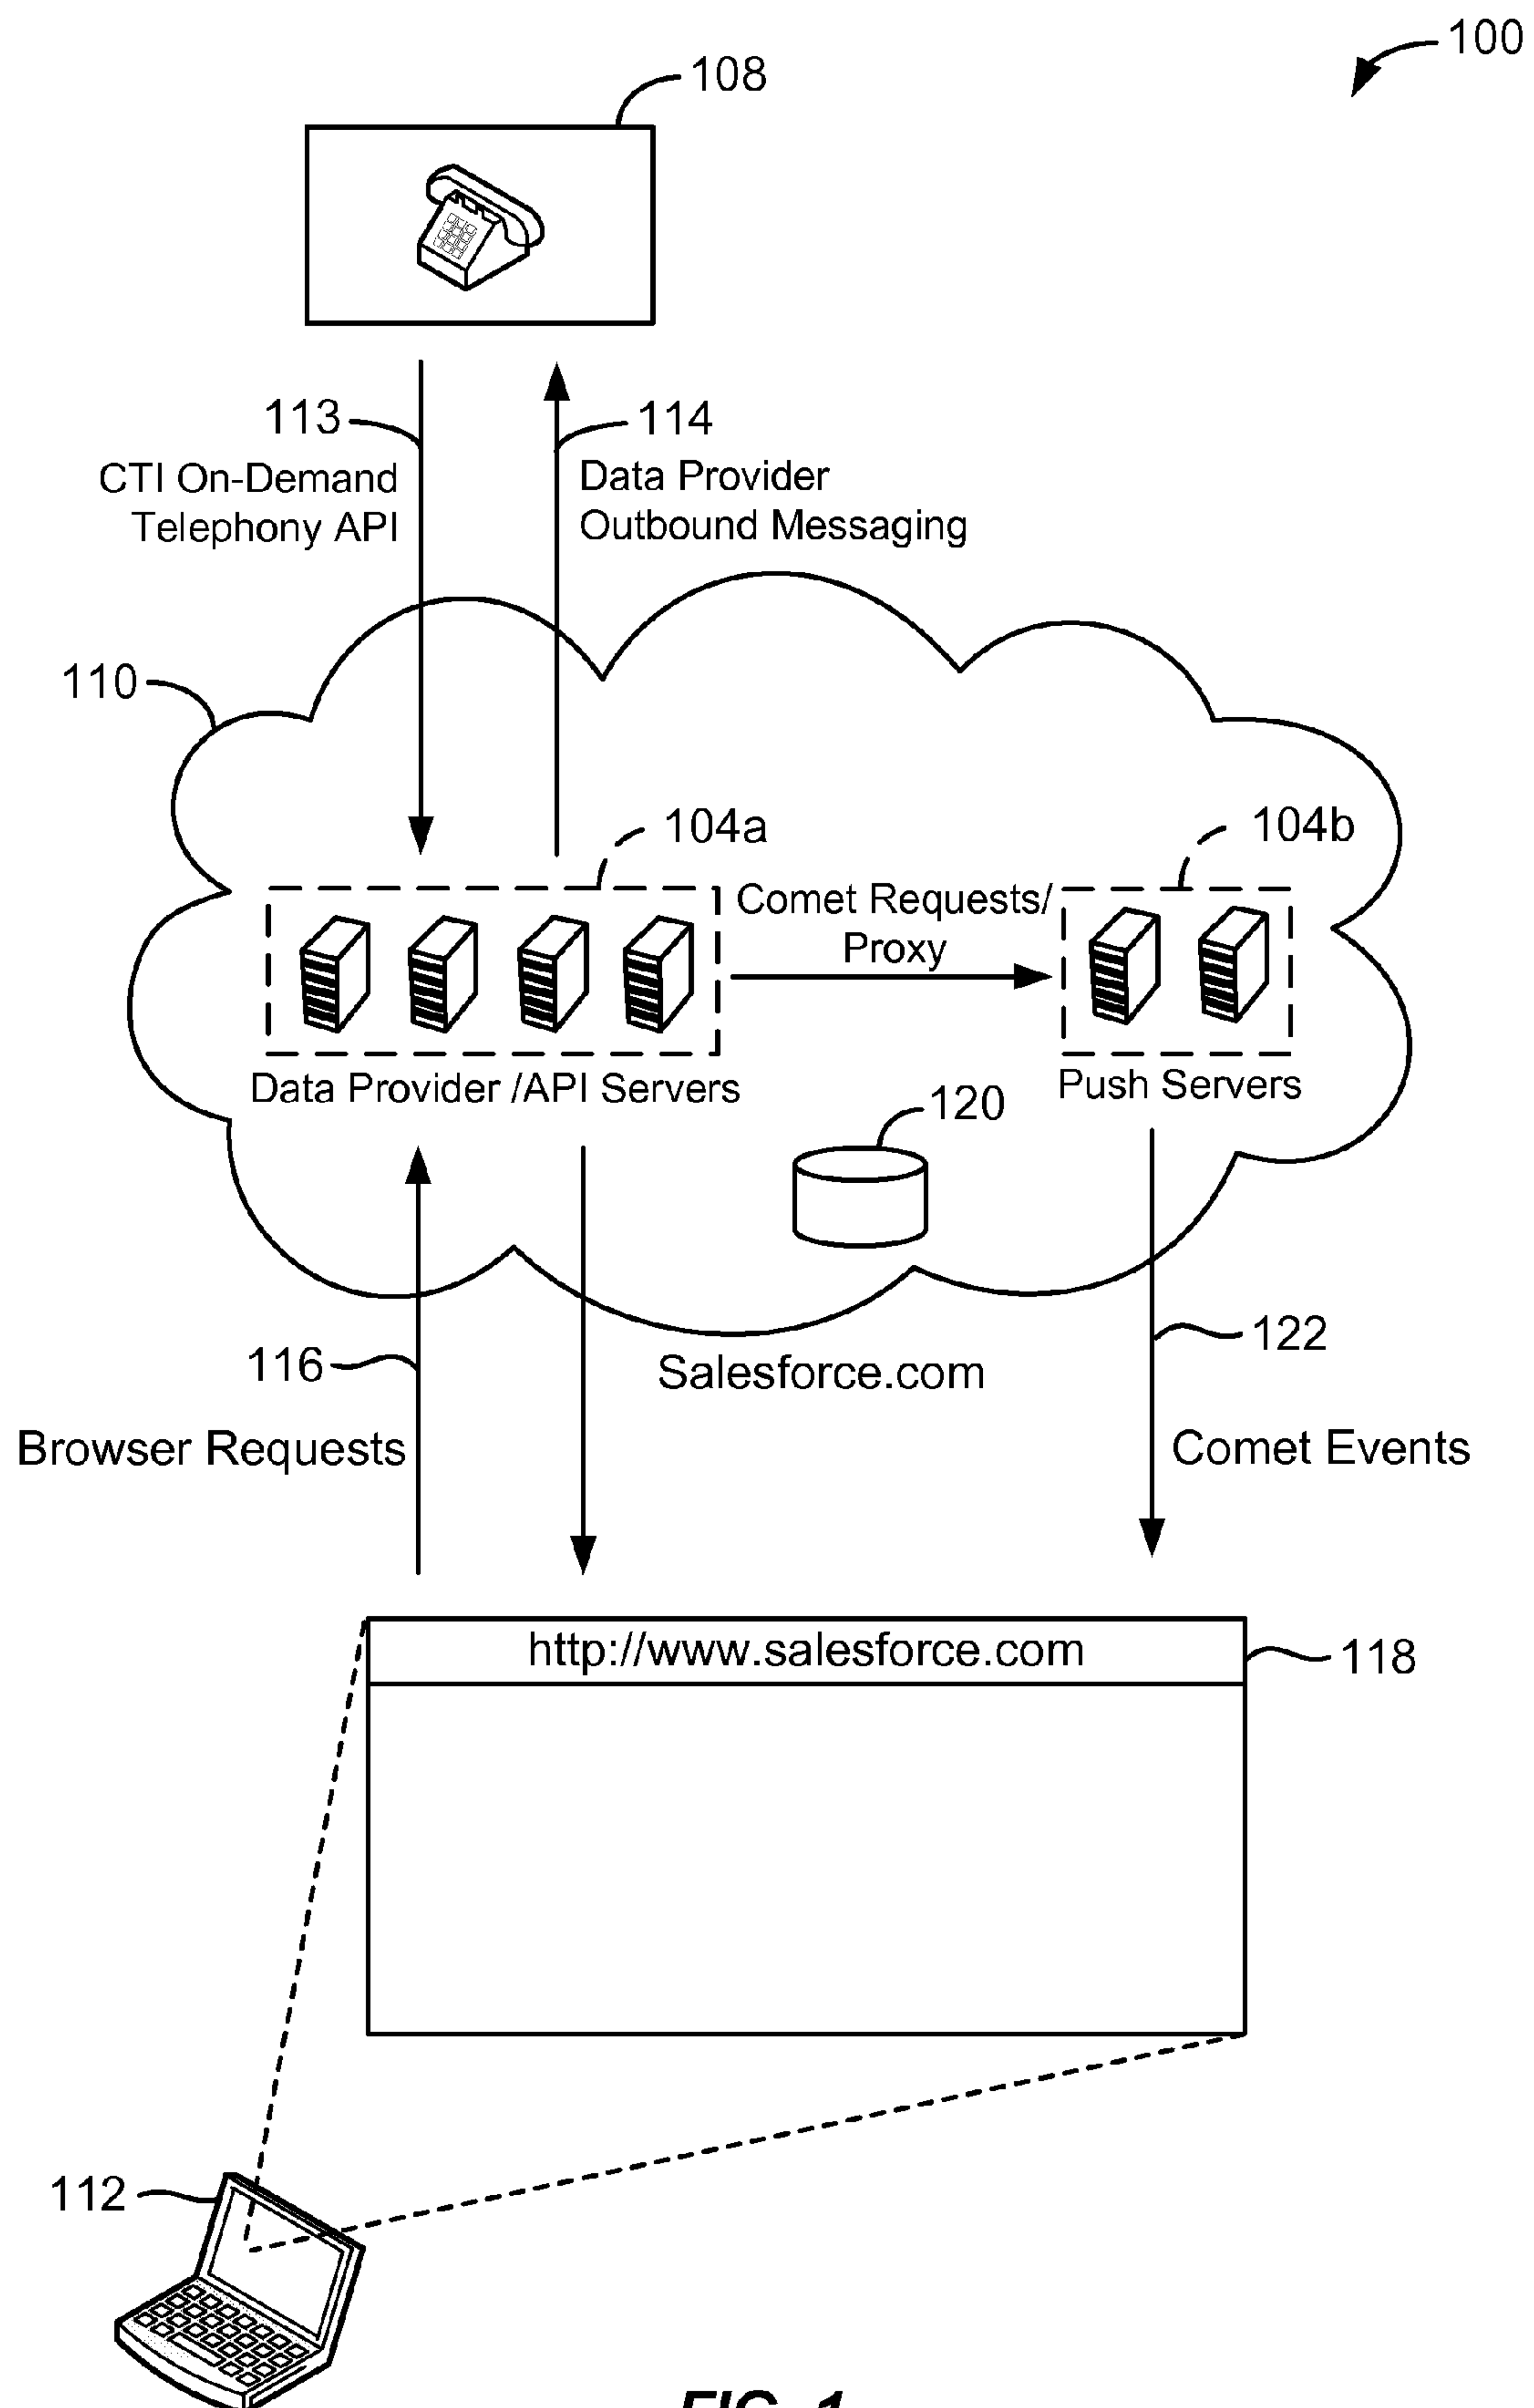 100
108
113
CTI On-Demand
Telephony API
114
Data Provider
Outbound Messaging
110
104a
104b
Comet Requests/
Proxy
Data Provider /API Servers
Push Servers
120
116
Browser Requests
Salesforce.com
122
Comet Events
http://www.salesforce.com
118
112
FIG. 1